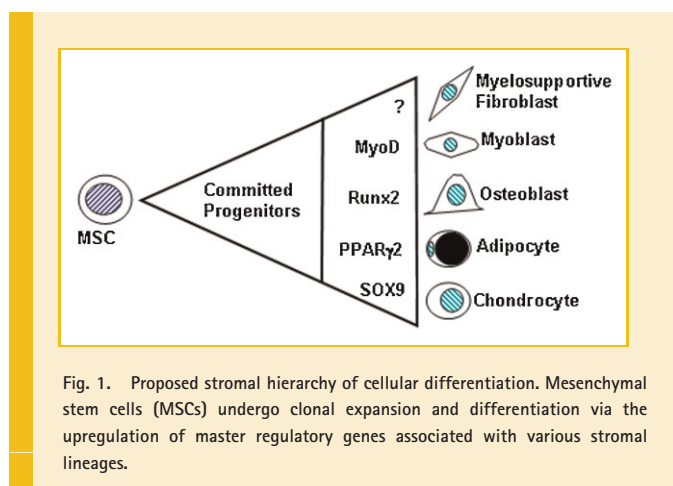 ?
Myelosupportive
Fibroblast
MyoD
Myoblast
Committed
Progenitors
Runx2
Osteoblast
MSC
PPARγ2
Adipocyte
SOX9
Chondrocyte
Fig. 1. Proposed stromal hierarchy of cellular differentiation. Mesenchymal
stem cells (MSCs) undergo clonal expansion and differentiation via the
upregulation of master regulatory genes associated with various stromal
lineages.